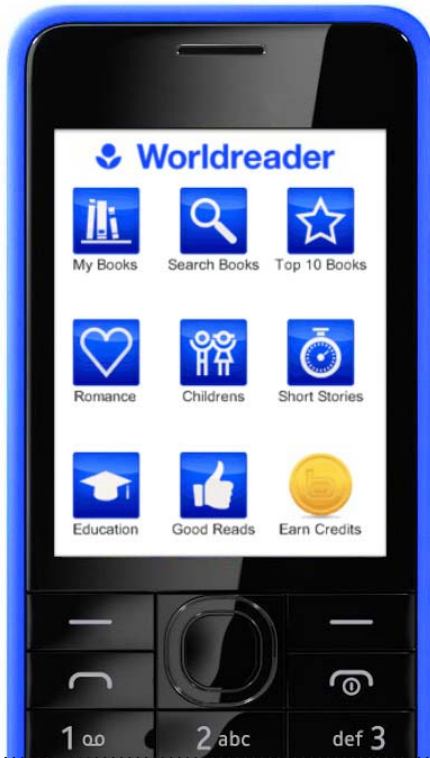 Worldreader
My Books Search Books Top 10 Books
Romance Childrens Short Stories
Education Good Reads Earn Credits
1 2 abc def 3